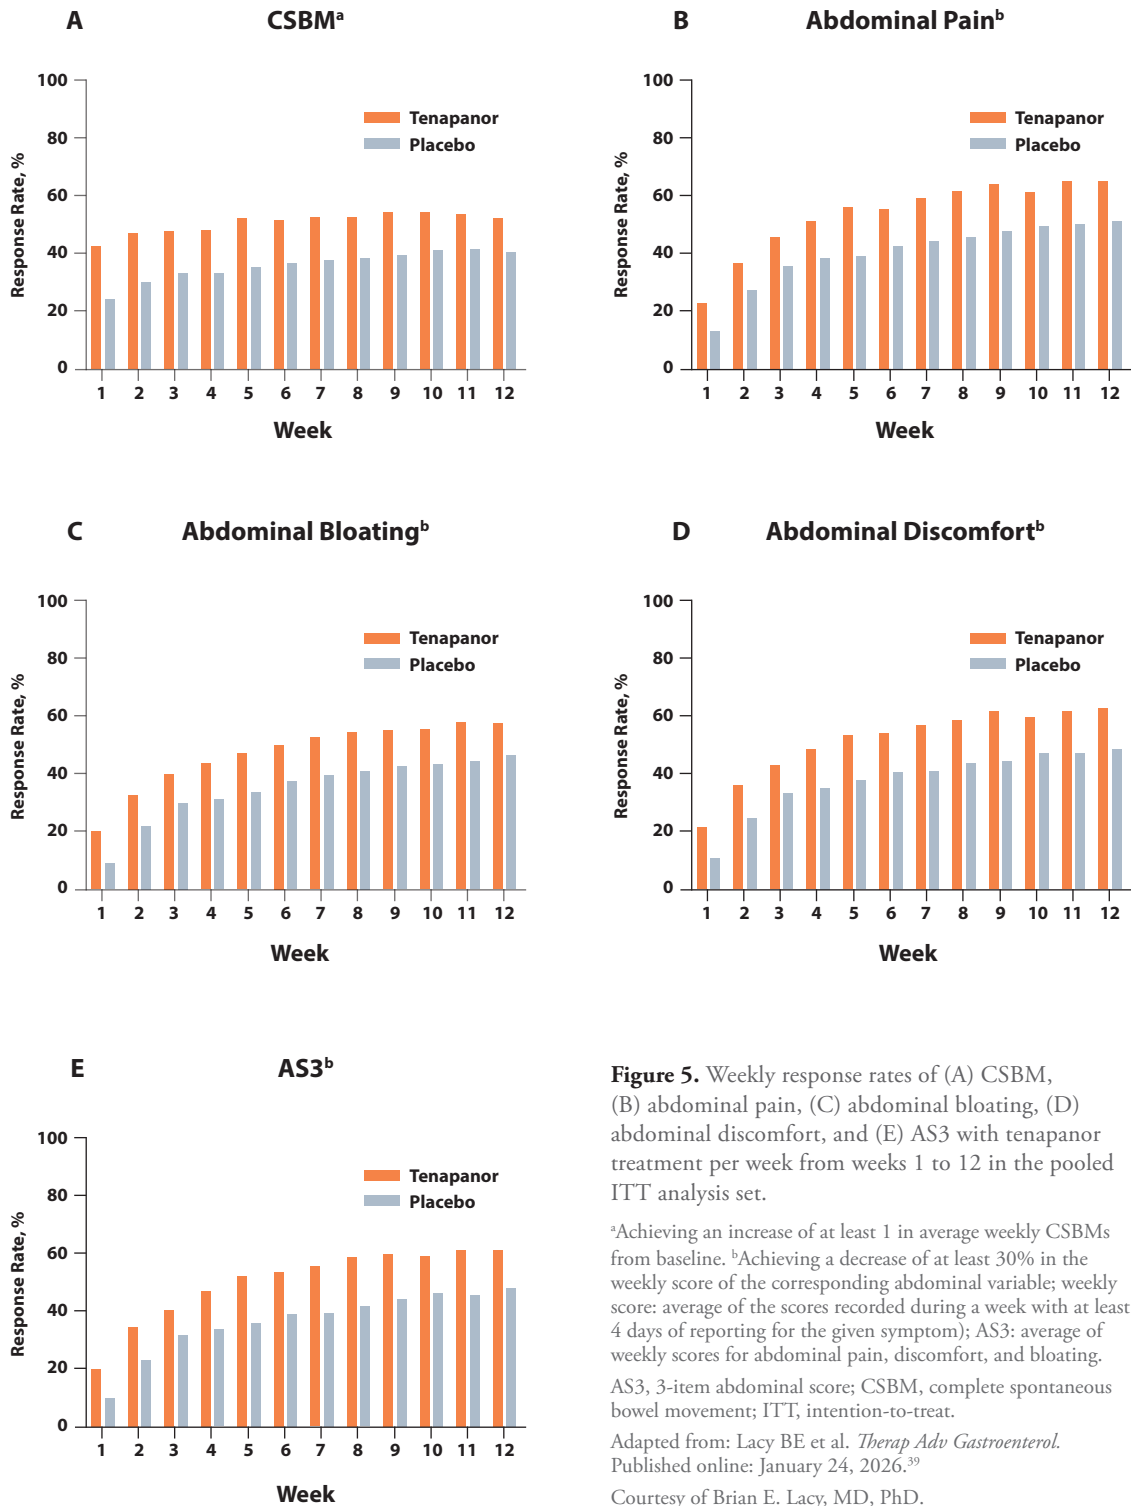 A CSBMa
100
80
60
40
20
0
Response Rate, %
Tenapanor
Placebo
1 2 3 4 5 6 7 8 9 10 11 12
Week
B Abdominal Painb
100
80
60
40
20
0
Response Rate, %
Tenapanor
Placebo
1 2 3 4 5 6 7 8 9 10 11 12
Week
C Abdominal Bloatingb
100
80
60
40
20
0
Response Rate, %
Tenapanor
Placebo
1 2 3 4 5 6 7 8 9 10 11 12
Week
D Abdominal Discomfortb
100
80
60
40
20
0
Response Rate, %
Tenapanor
Placebo
1 2 3 4 5 6 7 8 9 10 11 12
Week
E AS3b
100
80
60
40
20
0
Response Rate, %
Tenapanor
Placebo
1 2 3 4 5 6 7 8 9 10 11 12
Week
Figure 5. Weekly response rates of (A) CSBM,
(B) abdominal pain, (C) abdominal bloating, (D)
abdominal discomfort, and (E) AS3 with tenapanor
treatment per week from weeks 1 to 12 in the pooled
ITT analysis set.
aAchieving an increase of at least 1 in average weekly CSBMs
from baseline. bAchieving a decrease of at least 30% in the
weekly score of the corresponding abdominal variable; weekly
score: average of the scores recorded during a week with at least
4 days of reporting for the given symptom); AS3: average of
weekly scores for abdominal pain, discomfort, and bloating.
AS3, 3-item abdominal score; CSBM, complete spontaneous
bowel movement; ITT, intention-to-treat.
Adapted from: Lacy BE et al. Therap Adv Gastroenterol.
Published online: January 24, 2026.39
Courtesy of Brian E. Lacy, MD, PhD.